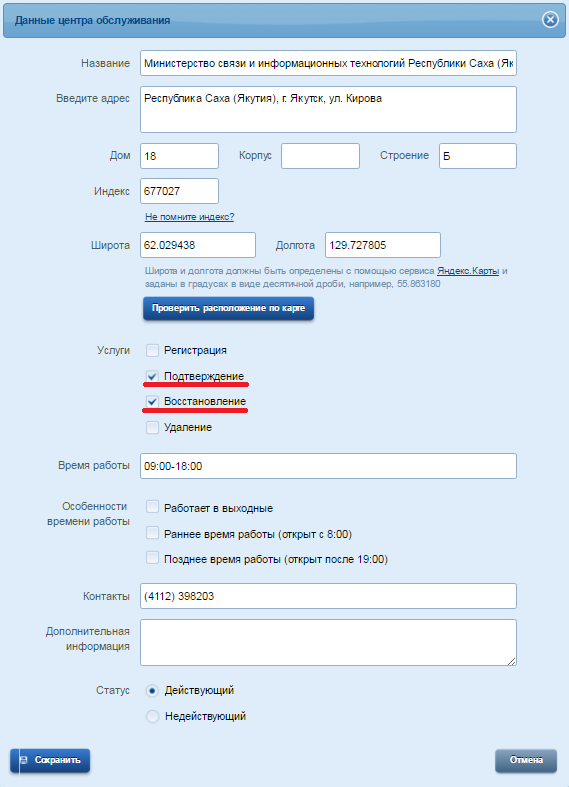 Данные центра обслуживания
Название Министерство связи и информационных технологий Республики Саха (Як
Введите адрес Республика Саха (Якутия), г. Якутск, ул. Кирова
Дом 18 Корпус Строение Б
Индекс 677027
Не помните индекс?
Широта 62.029438 Долгота 129.727805
Широта и долгота должны быть определены с помощью сервиса Яндекс.Карты и
заданы в градусах в виде десятичной дроби, например, 55.863180
Проверить расположение по карте
Услуги Регистрация
Подтверждение
Восстановление
Удаление
Время работы 09:00-18:00
Особенности
времени работы
Работает в выходные
Раннее время работы (открыт с 8:00)
Позднее время работы (открыт после 19:00)
Контакты (4112) 398203
Дополнительная
информация
Статус Действующий
Недействующий
Сохранить Отмена